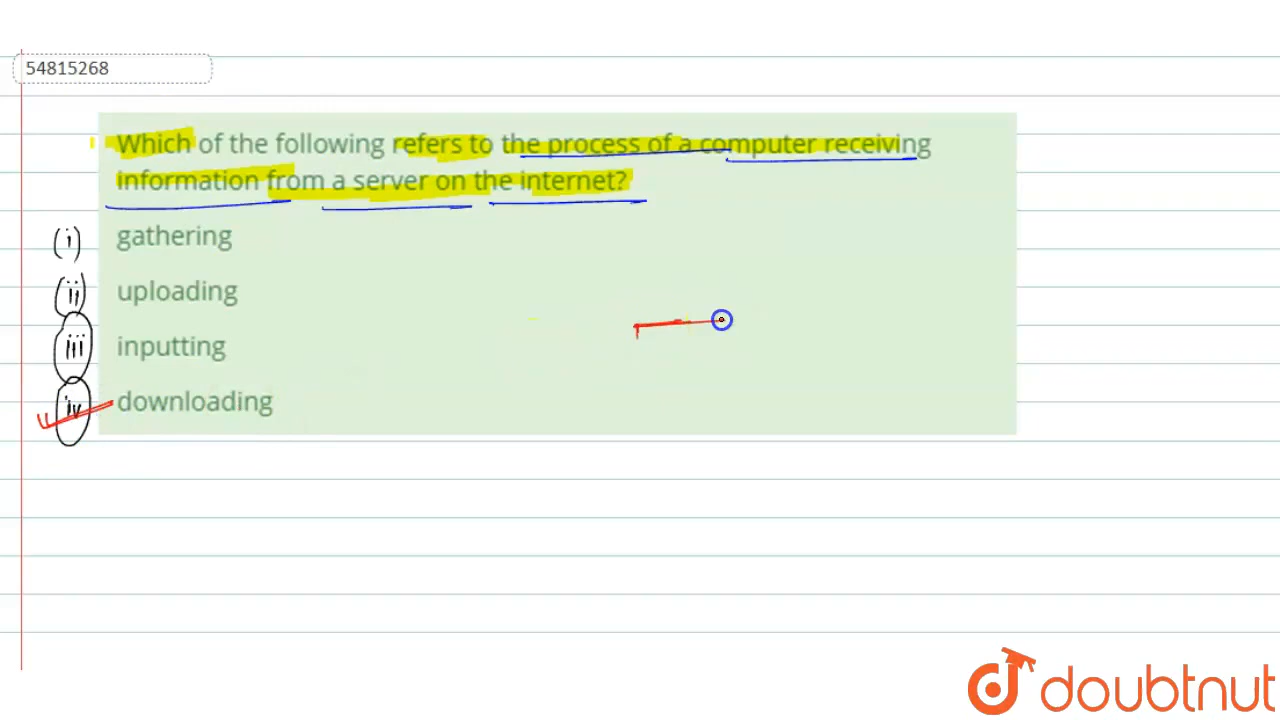 54815268
Which of the following refers to the process of a computer receiving
information from a server on the internet?
(i) gathering
(ii) uploading
iii inputting
iv downloading
doubtnut